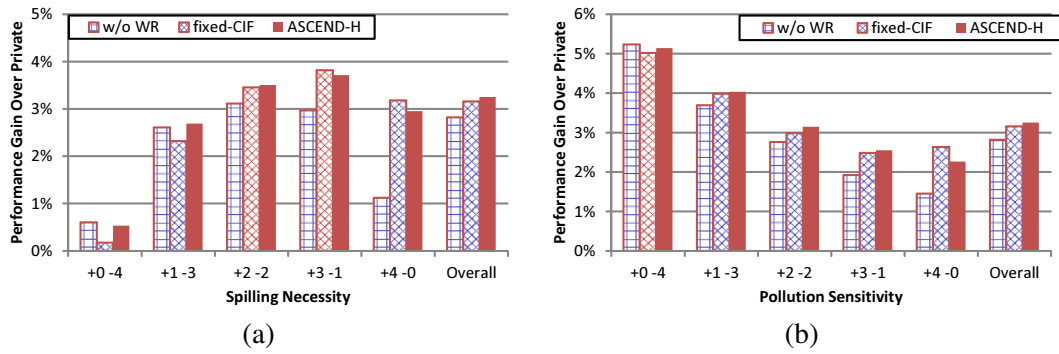 5%
4%
3%
2%
1%
0%
Performance Gain Over Private
w/o WR fixed-CIF ASCEND-H
+0 -4 +1 -3 +2 -2 +3 -1 +4 -0 Overall
Spilling Necessity
(a)
6%
5%
4%
3%
2%
1%
0%
Performance Gain Over Private
w/o WR fixed-CIF ASCEND-H
+0 -4 +1 -3 +2 -2 +3 -1 +4 -0 Overall
Pollution Sensitivity
(b)